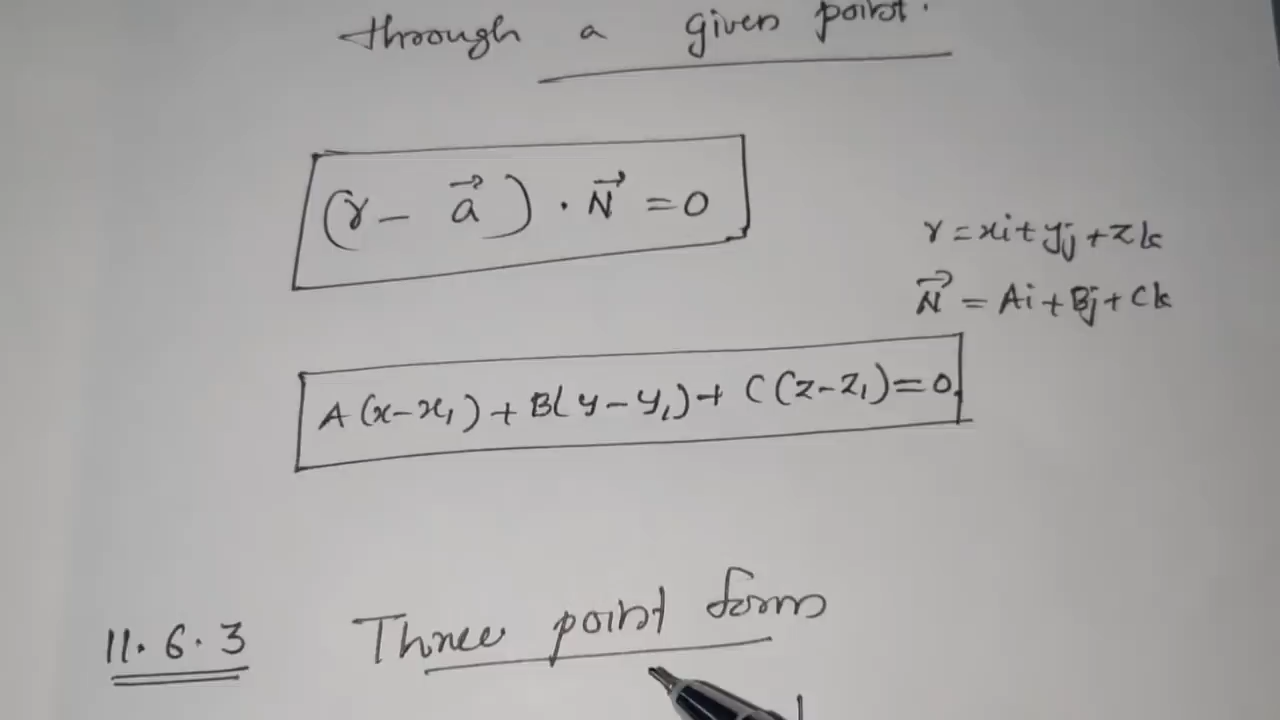 through a given point.
(r - a⃗) · N⃗ = 0
r = xi + yj + zk
N⃗ = Ai + Bj + Ck
A(x-x₁) + B(y-y₁) + C(z-z₁) = 0
11.6.3 Three point form